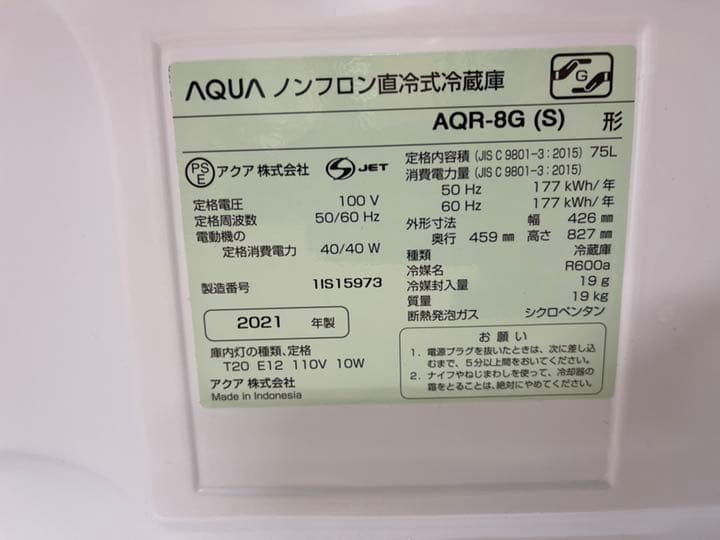 AQUA ノンフロン直冷式冷蔵庫
G
AQR-8G (S) 形
PS
E
アクア 株式会社
S JET
定格電圧 100 V
定格周波数 50/60 Hz
電動機の
定格消費電力 40/40 W
製造番号 1IS15973
2021 年製
庫内灯の種類、定格
T20 E12 110V 10W
アクア 株式会社
Made in Indonesia
定格内容積 (JIS C 9801-3 : 2015) 75L
消費電力量 (JIS C 9801-3 : 2015)
50 Hz 177 kWh/年
60 Hz 177 kWh/年
外形寸法 幅 426 mm
奥行 459 mm 高さ 827 mm
種類 冷蔵庫
冷媒名 R600a
冷媒封入量 19 g
質量 19 kg
断熱発泡ガス シクロペンタン
お 願 い
1. 電源プラグを抜いたときは、次に差し込
むまで、5分以上間をおいてください。
2. ナイフやねじまわしを使って、冷却器の
霜をとることは、絶対にやめてください。